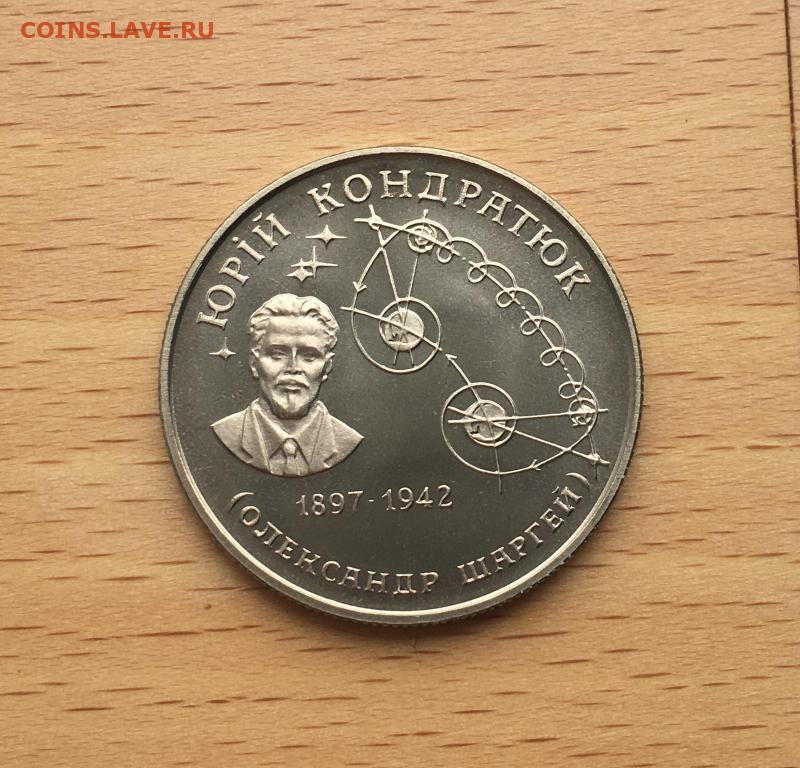 COINS.LAVE.RU
ЮРІЙ КОНДРАТЮК
1897-1942
(ОЛЕКСАНДР ШАРГЕЙ)